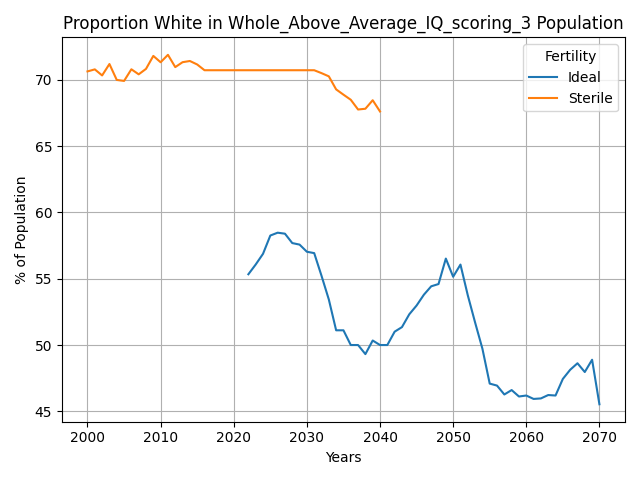 Proportion White in Whole_Above_Average_IQ_scoring_3 Population
Fertility
Ideal
Sterile
% of Population
70
65
60
55
50
45
2000 2010 2020 2030 2040 2050 2060 2070
Years